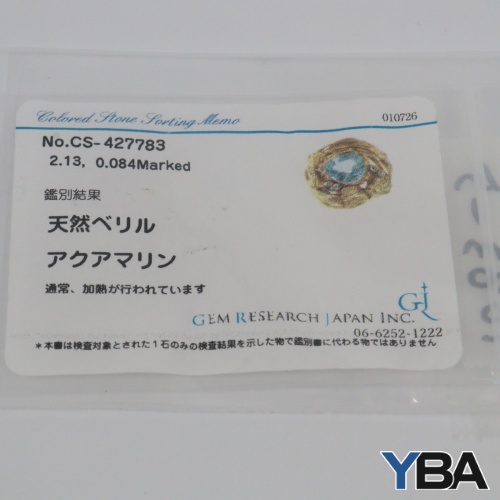 Colored Stone Sorting Memo
010726
No.CS-427783
2.13, 0.084Marked
鑑別結果
天然ベリル
アクアマリン
通常、加熱が行われています
GEM RESEARCH JAPAN INC.
06-6252-1222
*本書は検査対象とされた1石のみの検査結果を示した物で鑑別書に代わる物ではありません
YBA